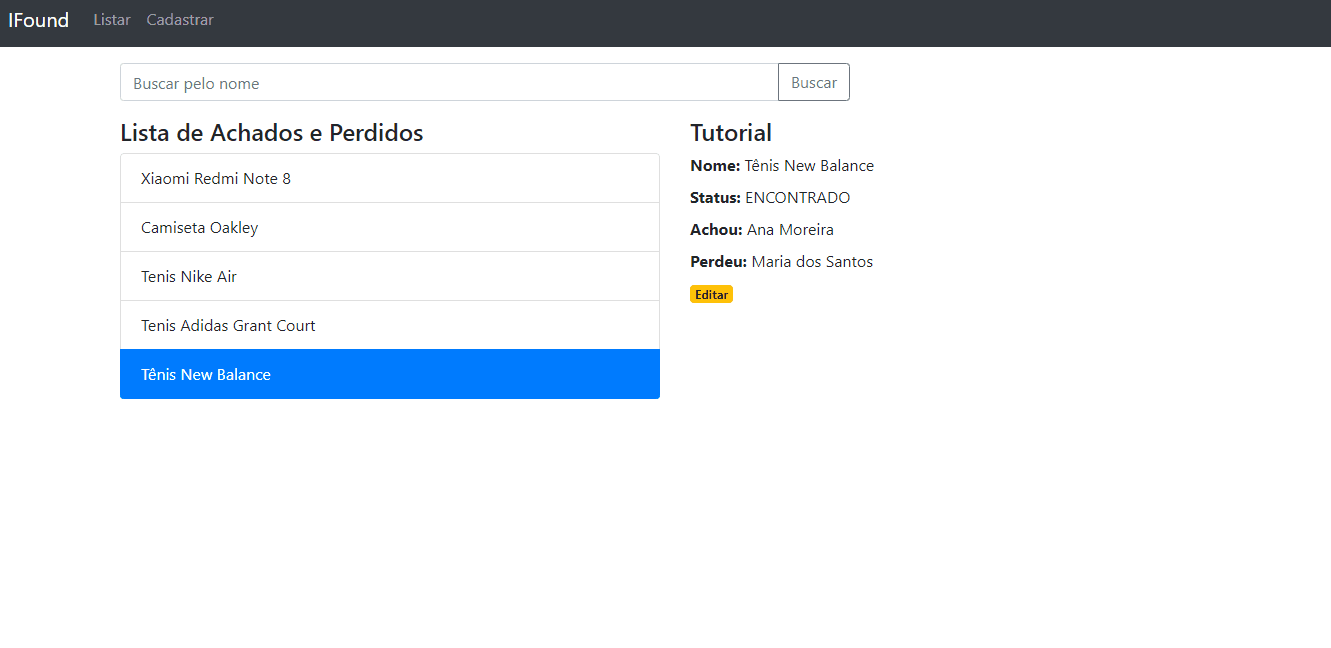 IFound Listar Cadastrar
Buscar pelo nome Buscar
Lista de Achados e Perdidos
Xiaomi Redmi Note 8
Camiseta Oakley
Tenis Nike Air
Tenis Adidas Grant Court
Tênis New Balance
Tutorial
Nome: Tênis New Balance
Status: ENCONTRADO
Achou: Ana Moreira
Perdeu: Maria dos Santos
Editar